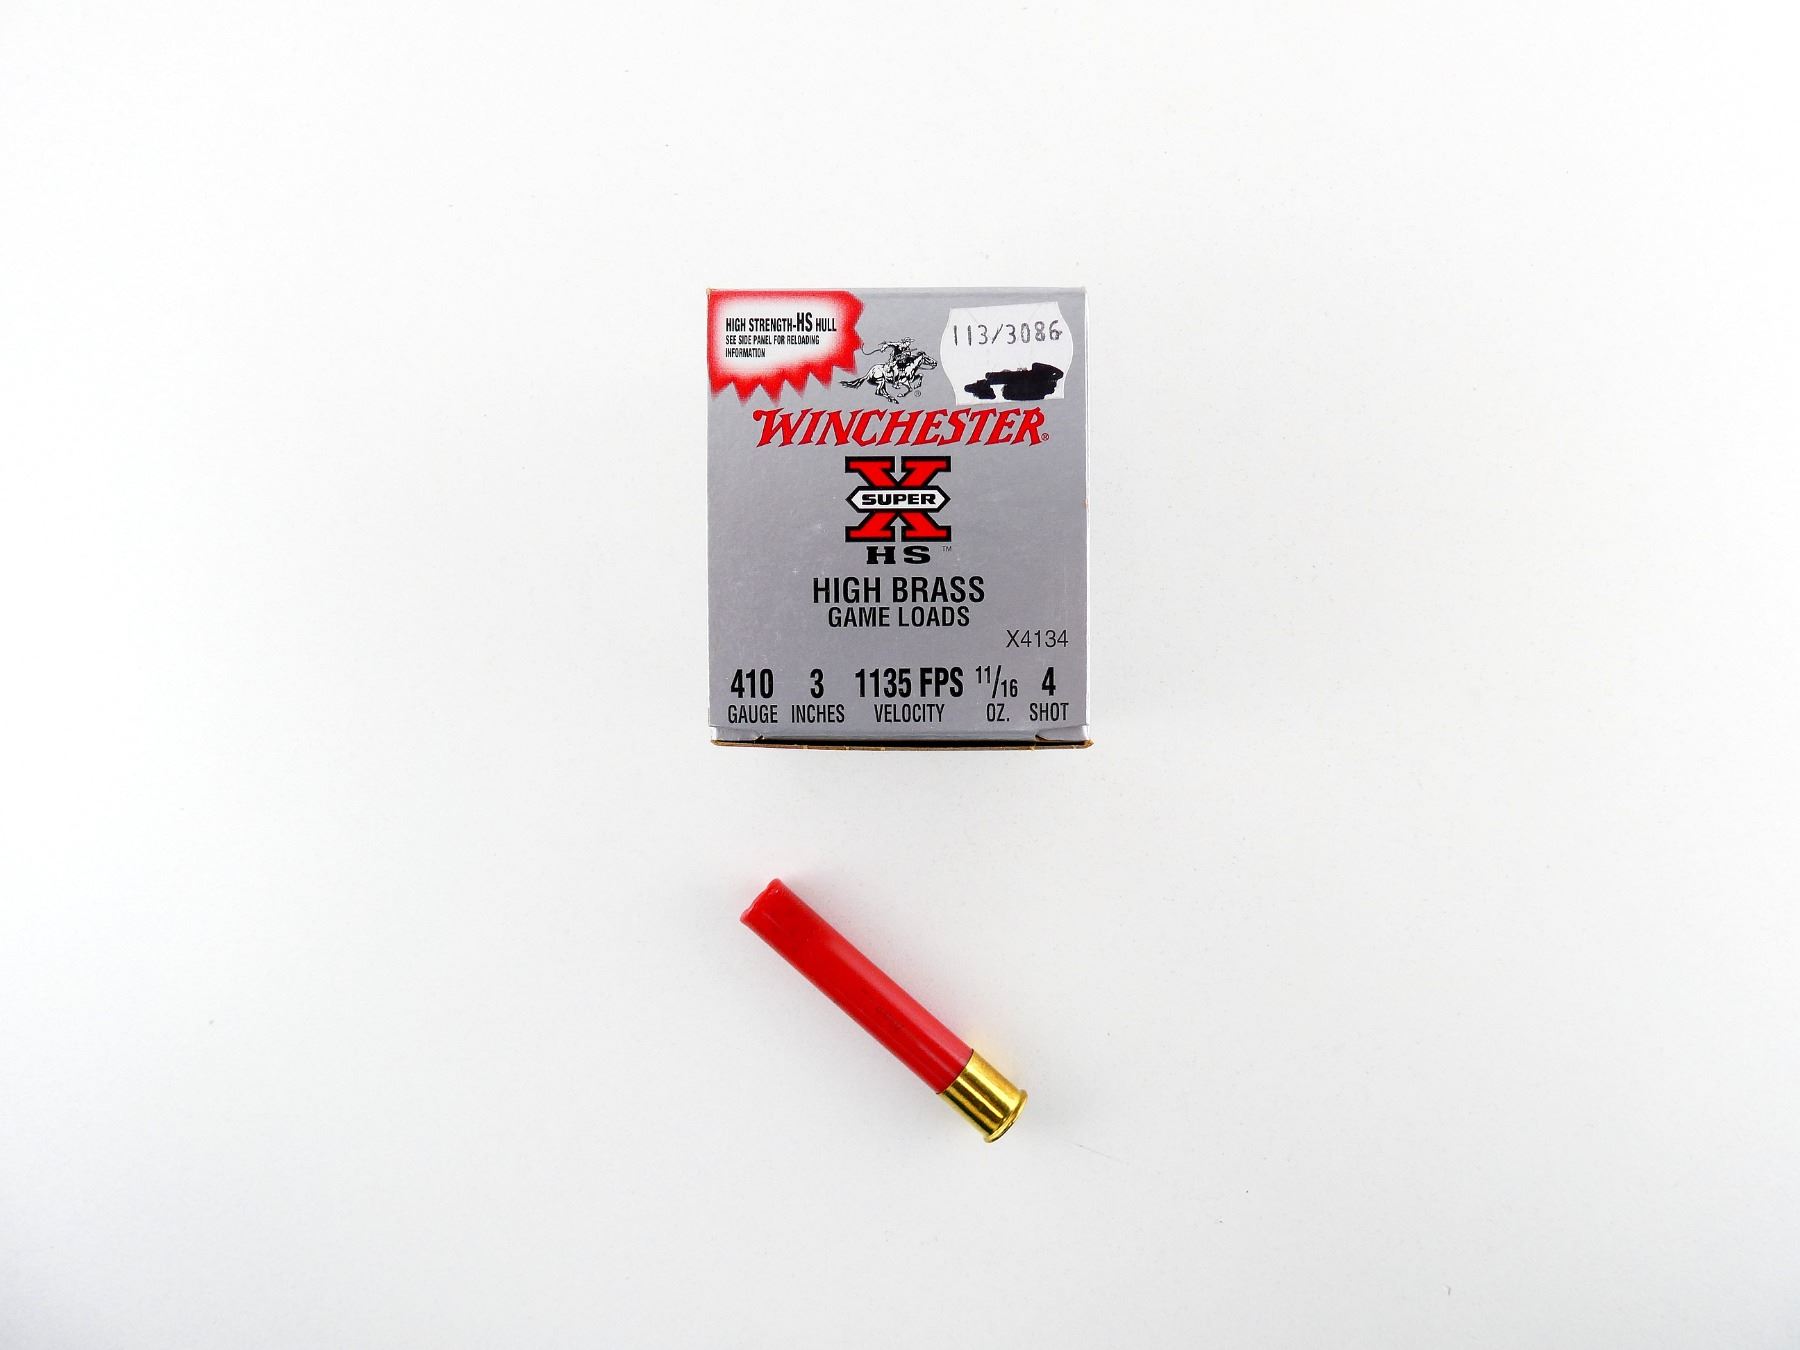 HIGH STRENGTH-HS HULL
SEE SIDE PANEL FOR RELOADING
INFORMATION
113/3086
®
WINCHESTER®
X
SUPER
HS™
HIGH BRASS
GAME LOADS
X4134
410 3 1135 FPS 11/16 4
GAUGE INCHES VELOCITY OZ. SHOT